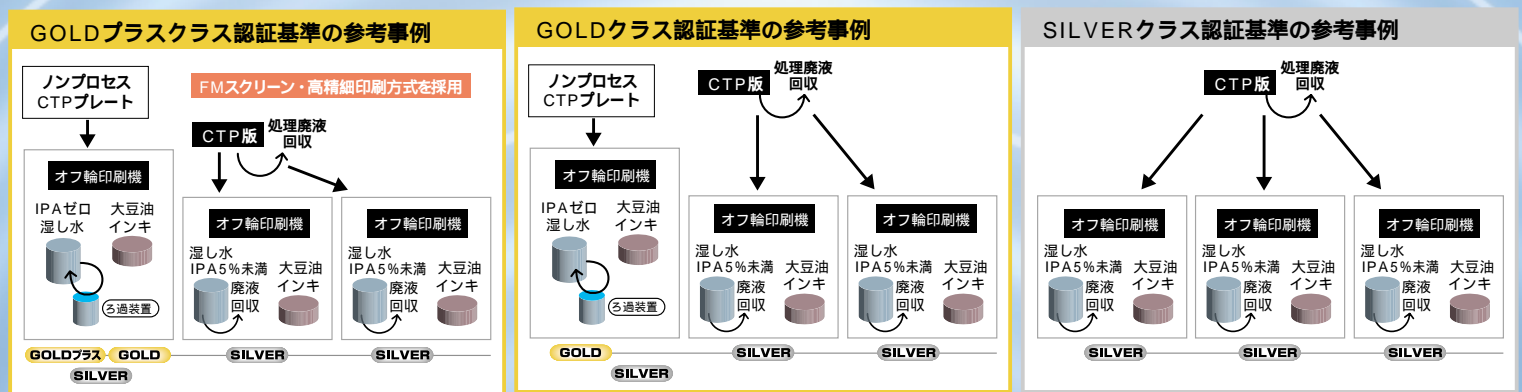 GOLDプラスクラス認証基準の参考事例
ノンプロセス
CTPプレート
FMスクリーン・高精細印刷方式を採用
CTP版
処理廃液
回収
オフ輪印刷機
IPAゼロ
湿し水
大豆油
インキ
ろ過装置
オフ輪印刷機
湿し水
IPA5%未満
廃液
回収
大豆油
インキ
オフ輪印刷機
湿し水
IPA5%未満
廃液
回収
大豆油
インキ
GOLDプラス
GOLD
SILVER
SILVER
SILVER
GOLDクラス認証基準の参考事例
ノンプロセス
CTPプレート
CTP版
処理廃液
回収
オフ輪印刷機
IPAゼロ
湿し水
大豆油
インキ
ろ過装置
オフ輪印刷機
湿し水
IPA5%未満
廃液
回収
大豆油
インキ
オフ輪印刷機
湿し水
IPA5%未満
廃液
回収
大豆油
インキ
GOLD
SILVER
SILVER
SILVER
SILVERクラス認証基準の参考事例
CTP版
処理廃液
回収
オフ輪印刷機
湿し水
IPA5%未満
廃液
回収
大豆油
インキ
オフ輪印刷機
湿し水
IPA5%未満
廃液
回収
大豆油
インキ
オフ輪印刷機
湿し水
IPA5%未満
廃液
回収
大豆油
インキ
SILVER
SILVER
SILVER